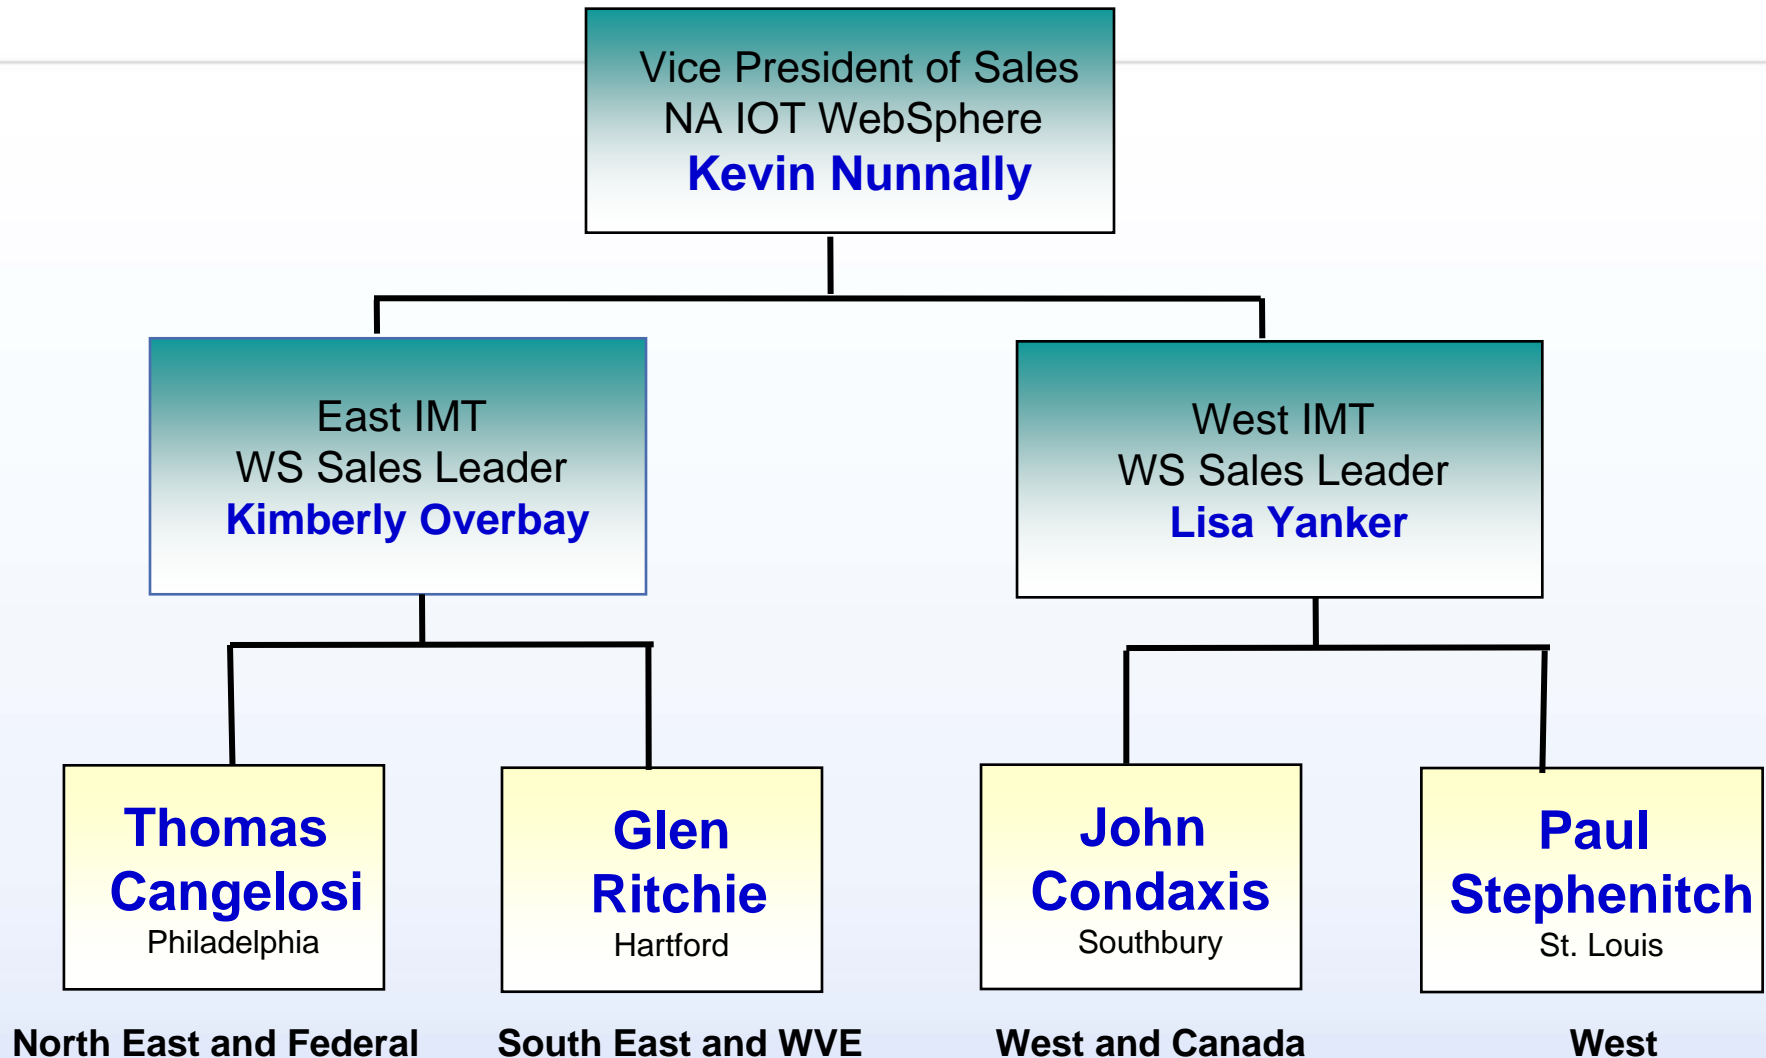 Vice President of Sales
NA IOT WebSphere
Kevin Nunnally
East IMT
WS Sales Leader
Kimberly Overbay
West IMT
WS Sales Leader
Lisa Yanker
Thomas
Cangelosi
Philadelphia
Glen
Ritchie
Hartford
John
Condaxis
Southbury
Paul
Stephenitch
St. Louis
North East and Federal
South East and WVE
West and Canada
West